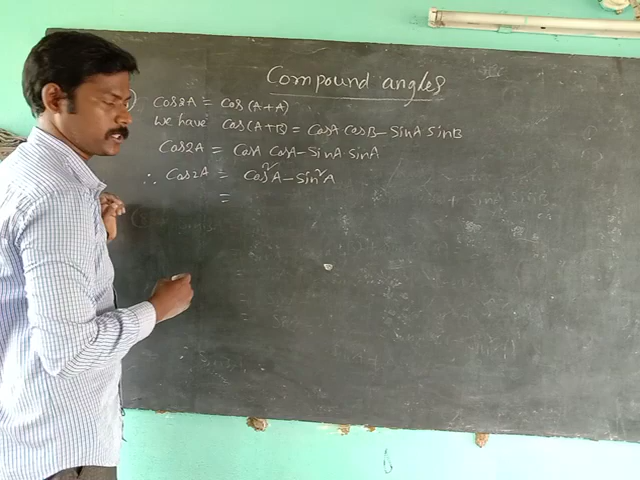 Compound angles
) Cos2A = Cos(A+A)
We have Cos(A+B) = CosA CosB - SinA.SinB
Cos2A = CosA CosA - SinA.SinA
∴ Cos2A = Cos²A - Sin²A
=